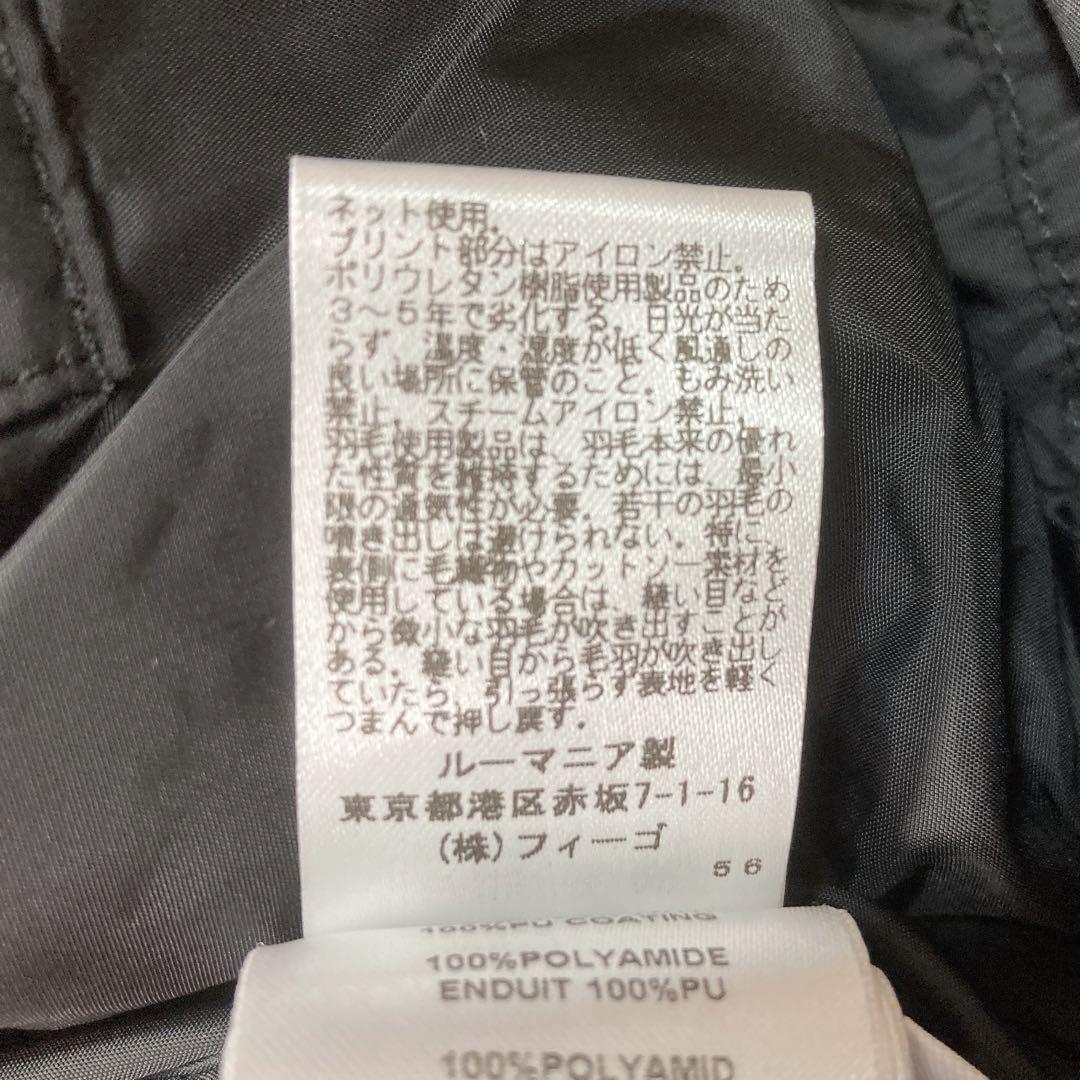 ネット使用.
プリント部分はアイロン禁止.
ポリウレタン樹脂使用製品のため
3～5年で劣化する.日光が当た
らず、温度・湿度が低く風通しの
良い場所に保管のこと.もみ洗い
禁止.スチームアイロン禁止.
羽毛使用製品は、羽毛本来の優れ
た性質を維持するためには、最小
限の通気性が必要.若干の羽毛の
噴き出しは避けられない.特に
表側に毛織物やカットソー素材を
使用している場合は、縫い目など
から微小な羽毛が吹き出すことが
ある.縫い目から毛羽が吹き出し
ていたら、引っ張らず表地を軽く
つまんで押し戻す.
ルーマニア製
東京都港区赤坂7-1-16
(株)フィーゴ
56
100%PU COATING
100%POLYAMIDE
ENDUIT 100%PU
100%POLYAMID